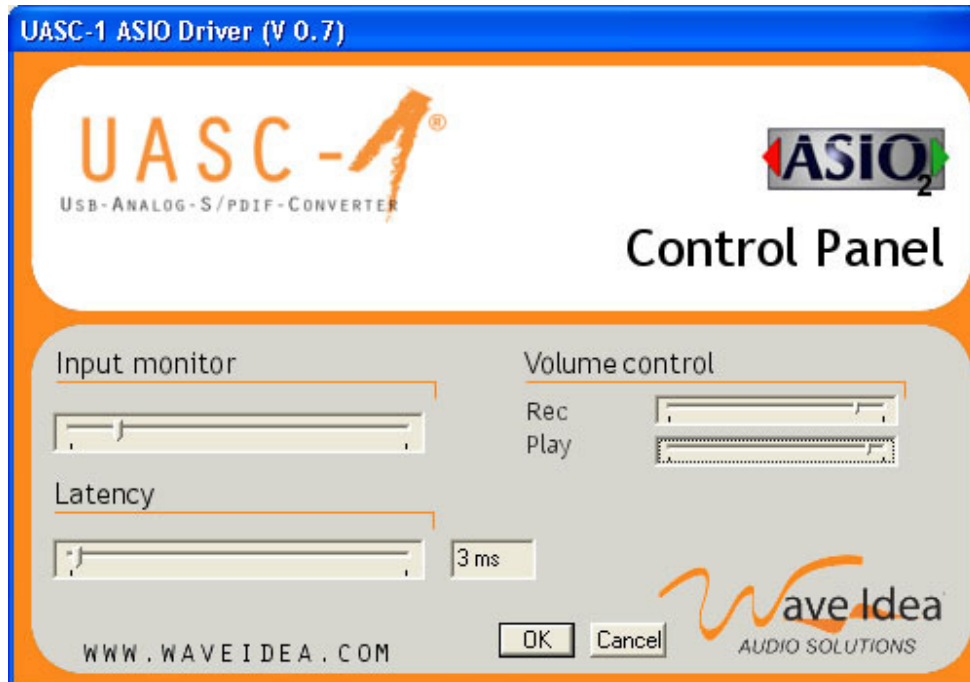 UASC-1 ASIO Driver (V 0.7)
UASC-1®
USB-ANALOG-S/PDIF-CONVERTER
ASiO2
Control Panel
Input monitor
Volume control
Rec
Play
Latency
3 ms
Wave Idea
AUDIO SOLUTIONS
OK
Cancel
WWW.WAVEIDEA.COM